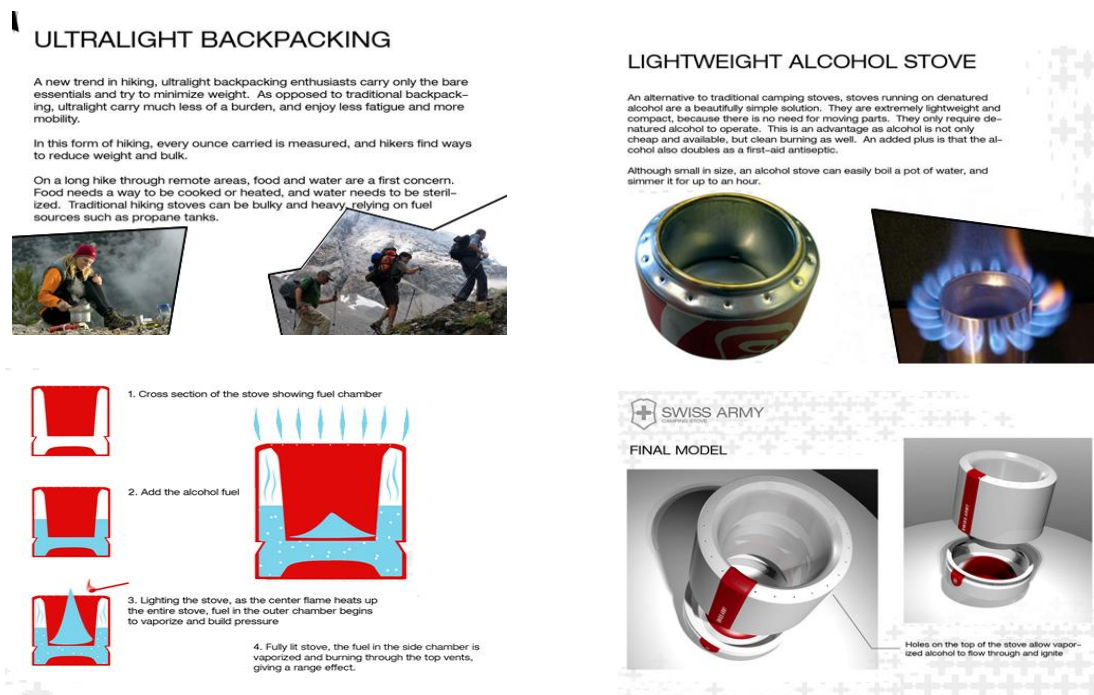 ULTRALIGHT BACKPACKING
A new trend in hiking, ultralight backpacking enthusiasts carry only the bare
essentials and try to minimize weight.  As opposed to traditional backpack-
ing, ultralight carry much less of a burden, and enjoy less fatigue and more
mobility.
In this form of hiking, every ounce carried is measured, and hikers find ways
to reduce weight and bulk.
On a long hike through remote areas, food and water are a first concern.
Food needs a way to be cooked or heated, and water needs to be steril-
ized.  Traditional hiking stoves can be bulky and heavy, relying on fuel
sources such as propane tanks.
LIGHTWEIGHT ALCOHOL STOVE
An alternative to traditional camping stoves, stoves running on denatured
alcohol are a beautifully simple solution.  They are extremely lightweight and
compact, because there is no need for moving parts.  They only require de-
natured alcohol to operate.  This is an advantage as alcohol is not only
cheap and available, but clean burning as well.  An added plus is that the al-
cohol also doubles as a first-aid antiseptic.
Although small in size, an alcohol stove can easily boil a pot of water, and
simmer it for up to an hour.
1. Cross section of the stove showing fuel chamber
2. Add the alcohol fuel
3. Lighting the stove, as the center flame heats up
the entire stove, fuel in the outer chamber begins
to vaporize and build pressure
4. Fully lit stove, the fuel in the side chamber is
vaporized and burning through the top vents,
giving a range effect.
SWISS ARMY
CAMPING STOVE
FINAL MODEL
SWISS ARMY
SWISS ARMY
Holes on the top of the stove allow vapor-
ized alcohol to flow through and ignite